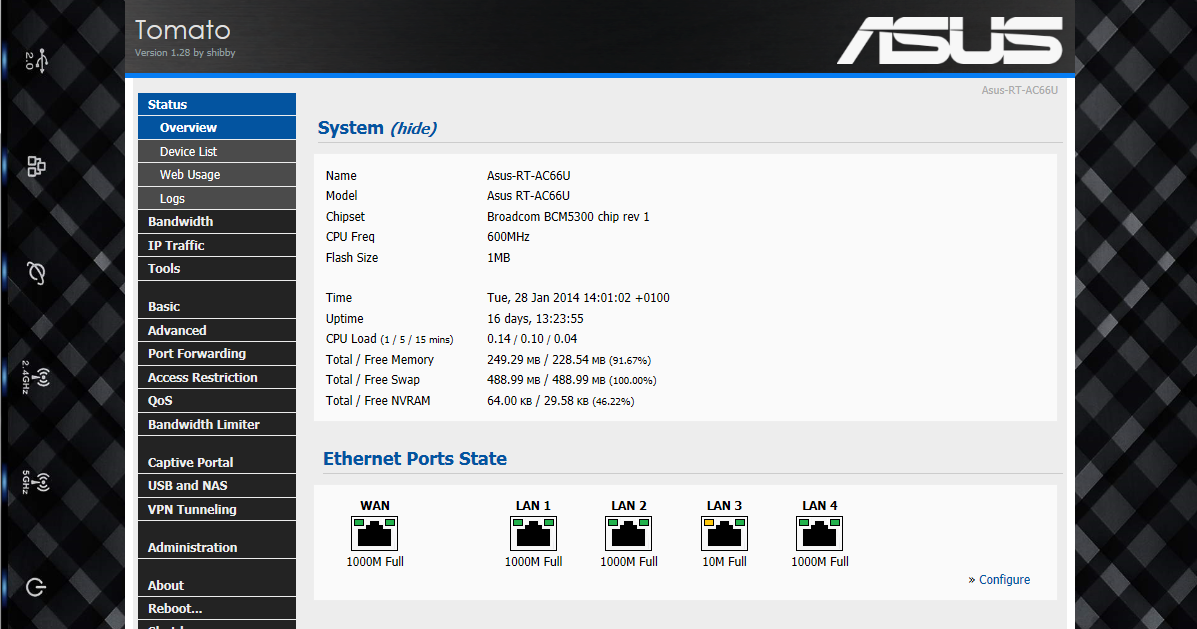 Tomato
Version 1.28 by shibby
ASUS
2.0
2.4GHz
5GHz
Asus-RT-AC66U
Status
Overview
Device List
Web Usage
Logs
Bandwidth
IP Traffic
Tools
Basic
Advanced
Port Forwarding
Access Restriction
QoS
Bandwidth Limiter
Captive Portal
USB and NAS
VPN Tunneling
Administration
About
Reboot...
System (hide)
Name Asus-RT-AC66U
Model Asus RT-AC66U
Chipset Broadcom BCM5300 chip rev 1
CPU Freq 600MHz
Flash Size 1MB
Time Tue, 28 Jan 2014 14:01:02 +0100
Uptime 16 days, 13:23:55
CPU Load (1 / 5 / 15 mins) 0.14 / 0.10 / 0.04
Total / Free Memory 249.29 MB / 228.54 MB (91.67%)
Total / Free Swap 488.99 MB / 488.99 MB (100.00%)
Total / Free NVRAM 64.00 KB / 29.58 KB (46.22%)
Ethernet Ports State
WAN LAN 1 LAN 2 LAN 3 LAN 4
1000M Full 1000M Full 1000M Full 10M Full 1000M Full
» Configure